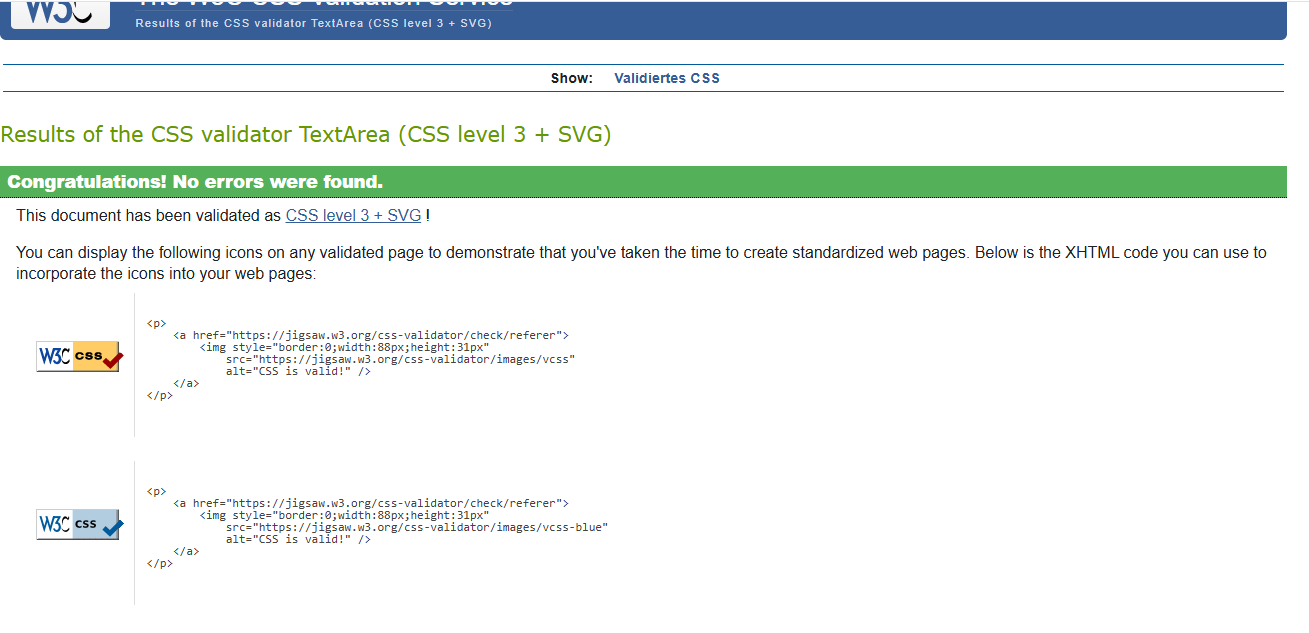 W3C
The W3C CSS Validation Service
Results of the CSS validator TextArea (CSS level 3 + SVG)
Show: Validiertes CSS
Results of the CSS validator TextArea (CSS level 3 + SVG)
Congratulations! No errors were found.
This document has been validated as CSS level 3 + SVG !
You can display the following icons on any validated page to demonstrate that you've taken the time to create standardized web pages. Below is the XHTML code you can use to
incorporate the icons into your web pages:
W3C css
<p>
<a href="https://jigsaw.w3.org/css-validator/check/referer">
<img style="border:0;width:88px;height:31px"
src="https://jigsaw.w3.org/css-validator/images/vcss"
alt="CSS is valid!" />
</a>
</p>
W3C css
<p>
<a href="https://jigsaw.w3.org/css-validator/check/referer">
<img style="border:0;width:88px;height:31px"
src="https://jigsaw.w3.org/css-validator/images/vcss-blue"
alt="CSS is valid!" />
</a>
</p>